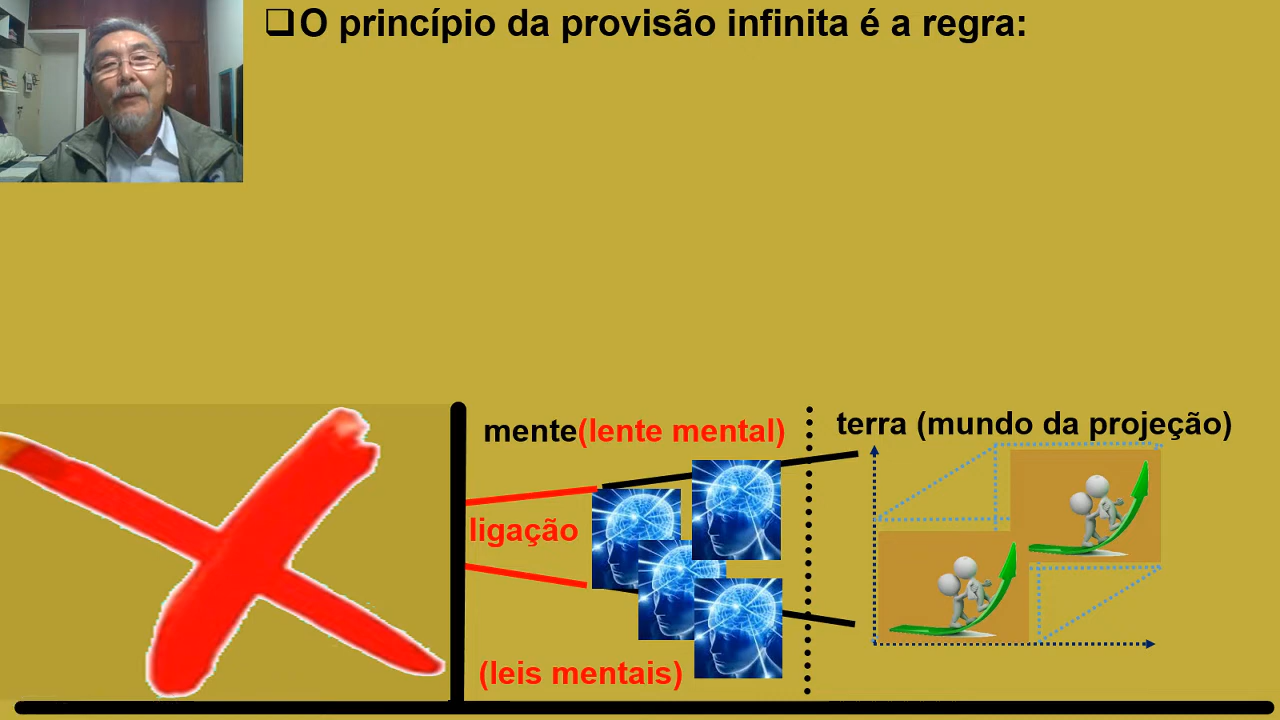 ❑O princípio da provisão infinita é a regra:
mente(lente mental)
terra (mundo da projeção)
ligação
(leis mentais)